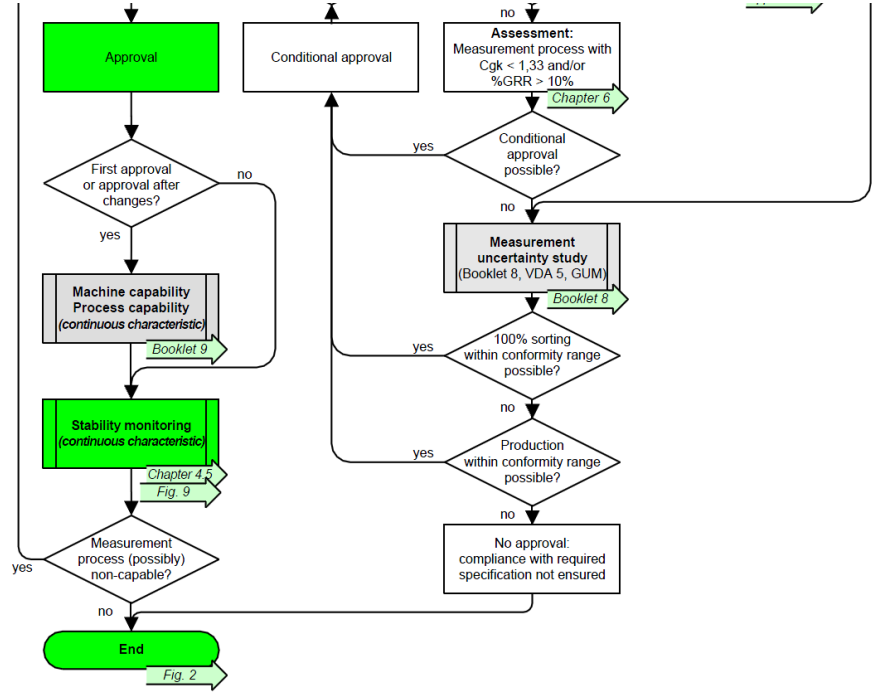 no
Approval
Conditional approval
Assessment:
Measurement process with
Cgk < 1,33 and/or
%GRR > 10%
Chapter 6
yes
Conditional
approval
possible?
First approval
or approval after
changes?
no
yes
no
Measurement
uncertainty study
(Booklet 8, VDA 5, GUM)
Booklet 8
Machine capability
Process capability
(continuous characteristic)
Booklet 9
yes
100% sorting
within conformity range
possible?
no
Stability monitoring
(continuous characteristic)
Chapter 4.5
Fig. 9
yes
Production
within conformity range
possible?
no
Measurement
process (possibly)
non-capable?
yes
No approval:
compliance with required
specification not ensured
no
End
Fig. 2